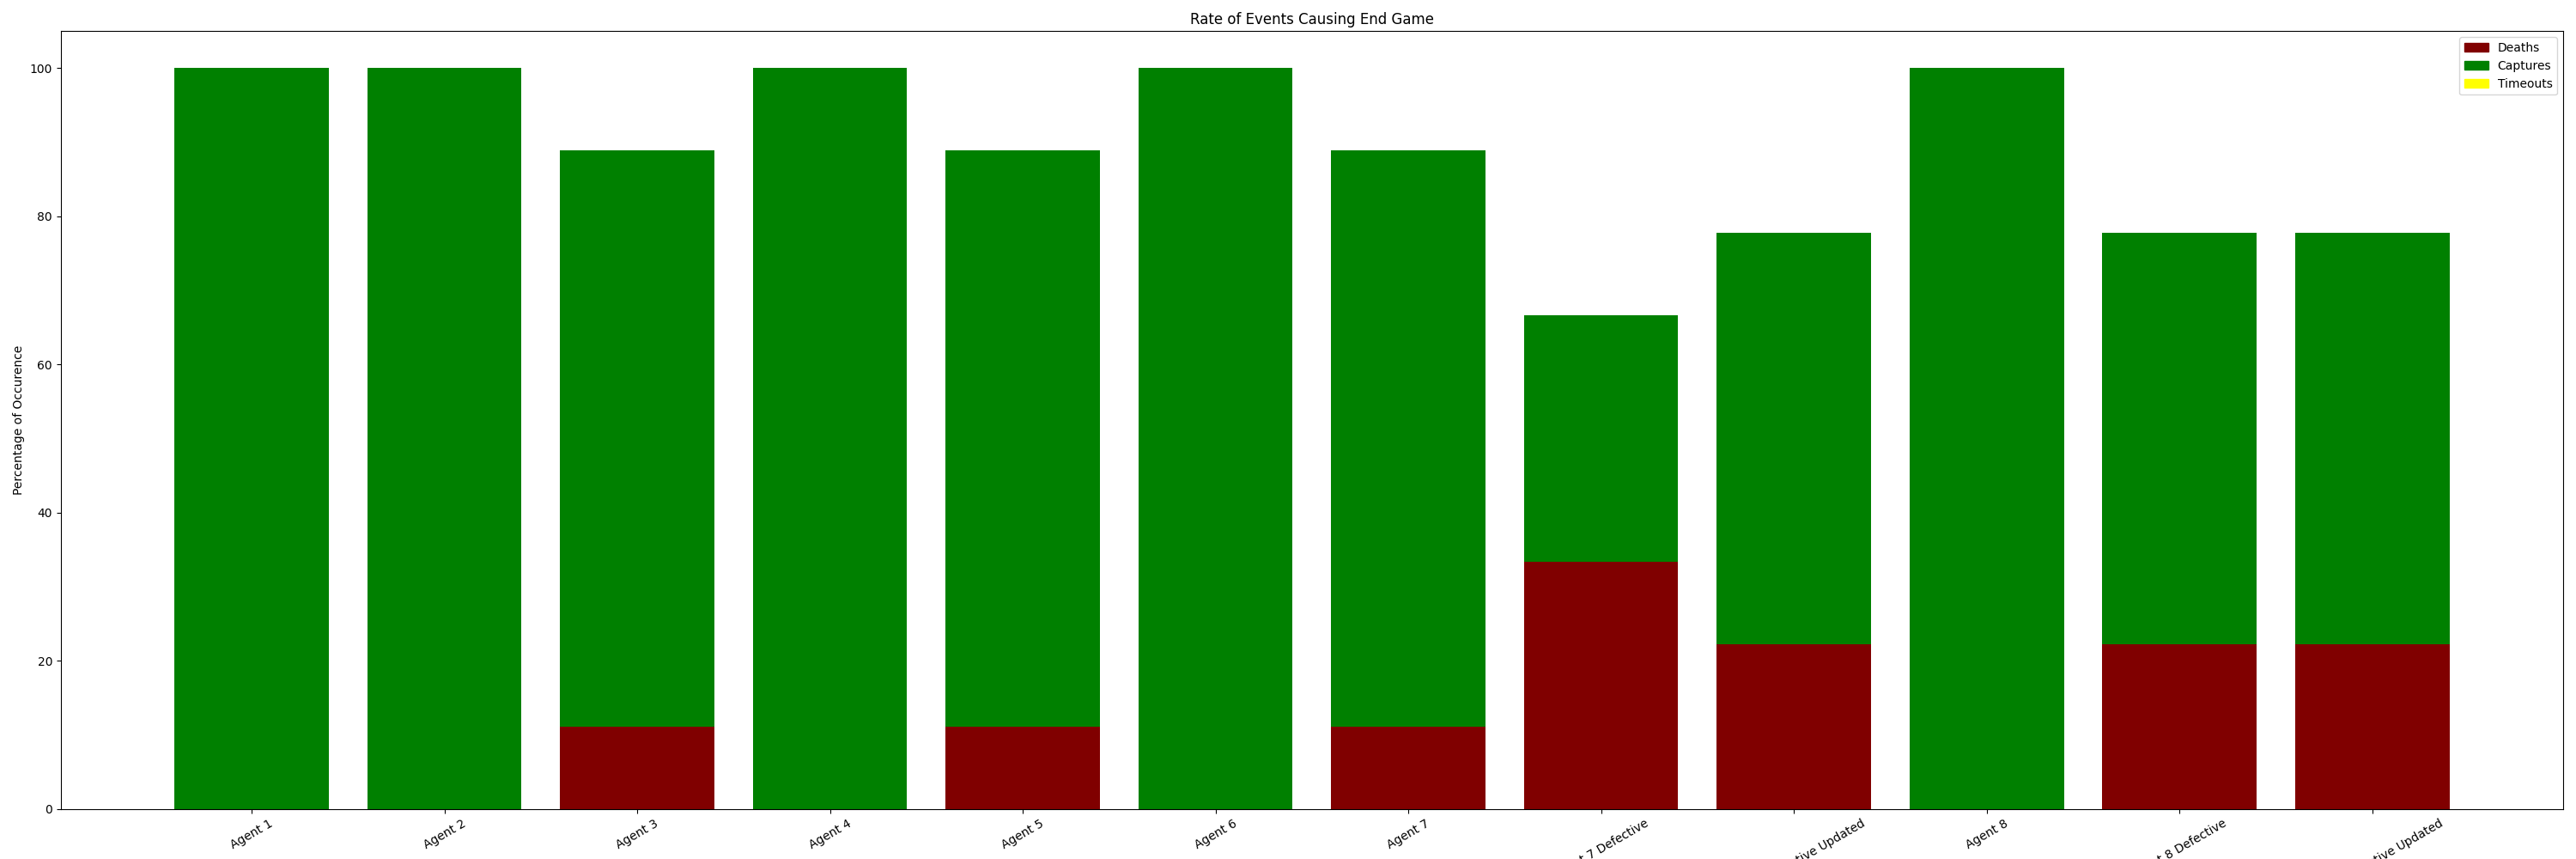 Rate of Events Causing End Game
Deaths
Captures
Timeouts
Percentage of Occurence
100
80
60
40
20
0
Agent 1
Agent 2
Agent 3
Agent 4
Agent 5
Agent 6
Agent 7
t 7 Defective
tive Updated
Agent 8
t 8 Defective
tive Updated